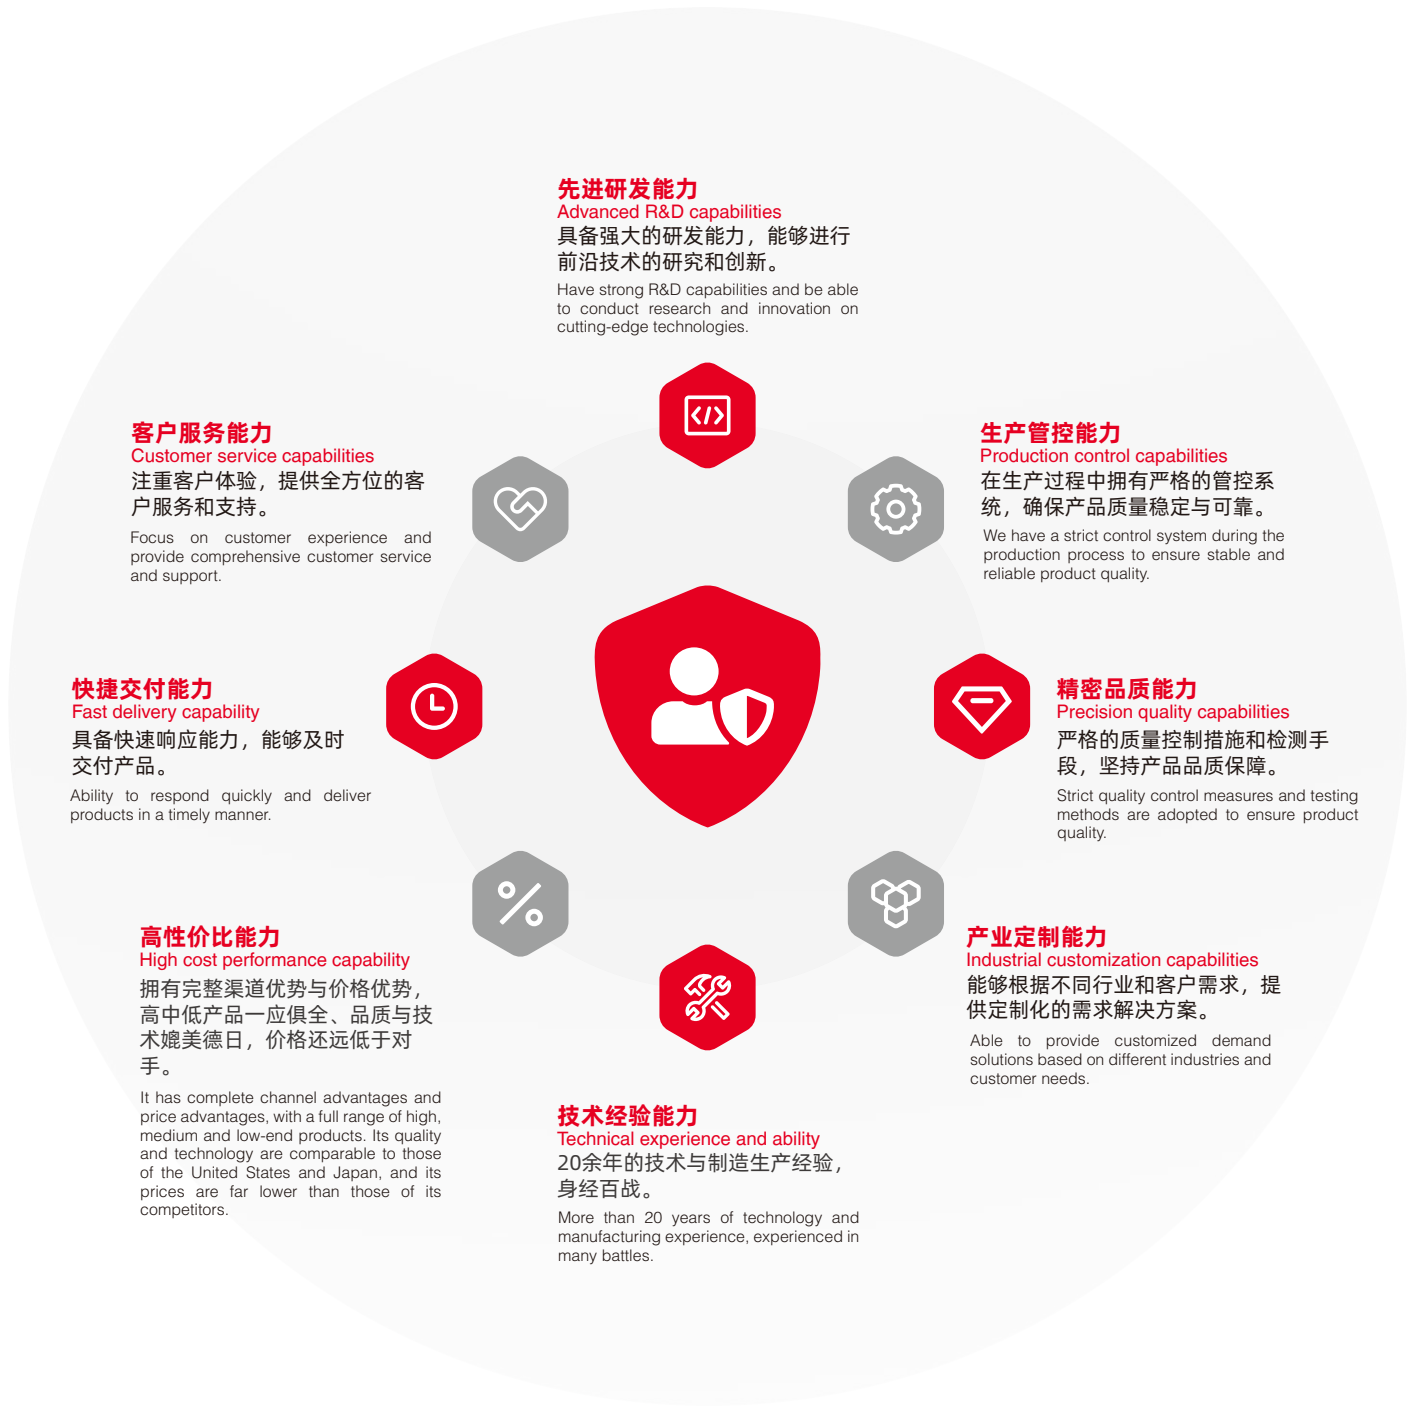 先进研发能力
Advanced R&D capabilities
具备强大的研发能力，能够进行
前沿技术的研究和创新。
Have strong R&D capabilities and be able
to conduct research and innovation on
cutting-edge technologies.
客户服务能力
Customer service capabilities
注重客户体验，提供全方位的客
户服务和支持。
Focus on customer experience and
provide comprehensive customer service
and support.
生产管控能力
Production control capabilities
在生产过程中拥有严格的管控系
统，确保产品质量稳定与可靠。
We have a strict control system during the
production process to ensure stable and
reliable product quality.
快捷交付能力
Fast delivery capability
具备快速响应能力，能够及时
交付产品。
Ability to respond quickly and deliver
products in a timely manner.
精密品质能力
Precision quality capabilities
严格的质量控制措施和检测手
段，坚持产品品质保障。
Strict quality control measures and testing
methods are adopted to ensure product
quality.
高性价比能力
High cost performance capability
拥有完整渠道优势与价格优势，
高中低产品一应俱全、品质与技
术媲美德日，价格还远低于对
手。
It has complete channel advantages and
price advantages, with a full range of high,
medium and low-end products. Its quality
and technology are comparable to those
of the United States and Japan, and its
prices are far lower than those of its
competitors.
产业定制能力
Industrial customization capabilities
能够根据不同行业和客户需求，提
供定制化的需求解决方案。
Able to provide customized demand
solutions based on different industries and
customer needs.
技术经验能力
Technical experience and ability
20余年的技术与制造生产经验，
身经百战。
More than 20 years of technology and
manufacturing experience, experienced in
many battles.